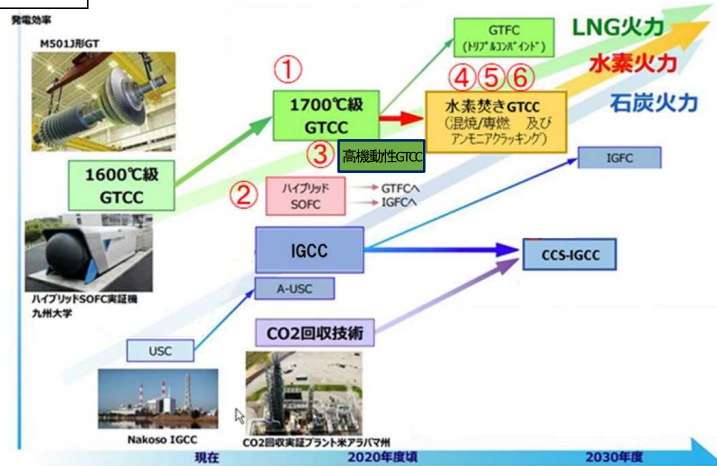 発電効率
M501J形GT
GTFC
(トリプルコンバインド)
LNG火力
水素火力
石炭火力
①
④ ⑤ ⑥
1700℃級
GTCC
水素焚きGTCC
(混焼/専燃 及び
アンモニアクラッキング)
③
高機動性GTCC
IGFC
1600℃級
GTCC
②
ハイブリッド
SOFC
GTFCへ
IGFCへ
IGCC
CCS-IGCC
A-USC
ハイブリッドSOFC実証機
九州大学
CO2回収技術
USC
Nakoso IGCC
CO2回収実証プラント米アラバマ州
現在
2020年度頃
2030年度